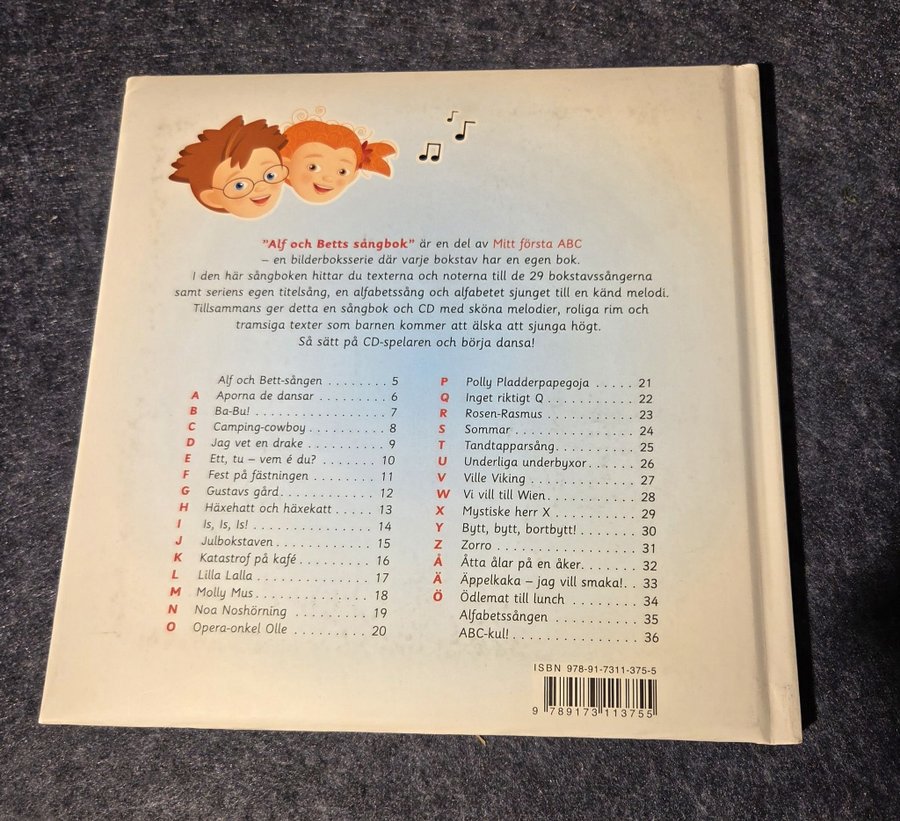 "Alf och Betts sångbok" är en del av Mitt första ABC
– en bilderboksserie där varje bokstav har en egen bok.
I den här sångboken hittar du texterna och noterna till de 29 bokstavssångerna
samt seriens egen titelsång, en alfabetssång och alfabetet sjunget till en känd melodi.
Tillsammans ger detta en sångbok och CD med sköna melodier, roliga rim och
tramsiga texter som barnen kommer att älska att sjunga högt.
Så sätt på CD-spelaren och börja dansa!
Alf och Bett-sången ........ 5
A Aporna de dansar .......... 6
B Ba-Bu! .................. 7
C Camping-cowboy ........... 8
D Jag vet en drake ........... 9
E Ett, tu – vem é du? ....... 10
F Fest på fästningen ......... 11
G Gustavs gård ............. 12
H Häxehatt och häxekatt ...... 13
I Is, Is, Is! ................. 14
J Julbokstaven .............. 15
K Katastrof på kafé .......... 16
L Lilla Lalla ................ 17
M Molly Mus ............... 18
N Noa Noshörning ........... 19
O Opera-onkel Olle ......... 20
P Polly Pladderpapegoja ..... 21
Q Inget riktigt Q ............ 22
R Rosen-Rasmus ............ 23
S Sommar ................. 24
T Tandtapparsång ........... 25
U Underliga underbyxor ...... 26
V Ville Viking .............. 27
W Vi vill till Wien ........... 28
X Mystiske herr X ........... 29
Y Bytt, bytt, bortbytt! ....... 30
Z Zorro ................... 31
Å Åtta ålar på en åker ....... 32
Ä Äppelkaka – jag vill smaka! .. 33
Ö Ödlemat till lunch ......... 34
Alfabetssången ............ 35
ABC-kul! ................. 36
ISBN 978-91-7311-375-5
9 789173 113755